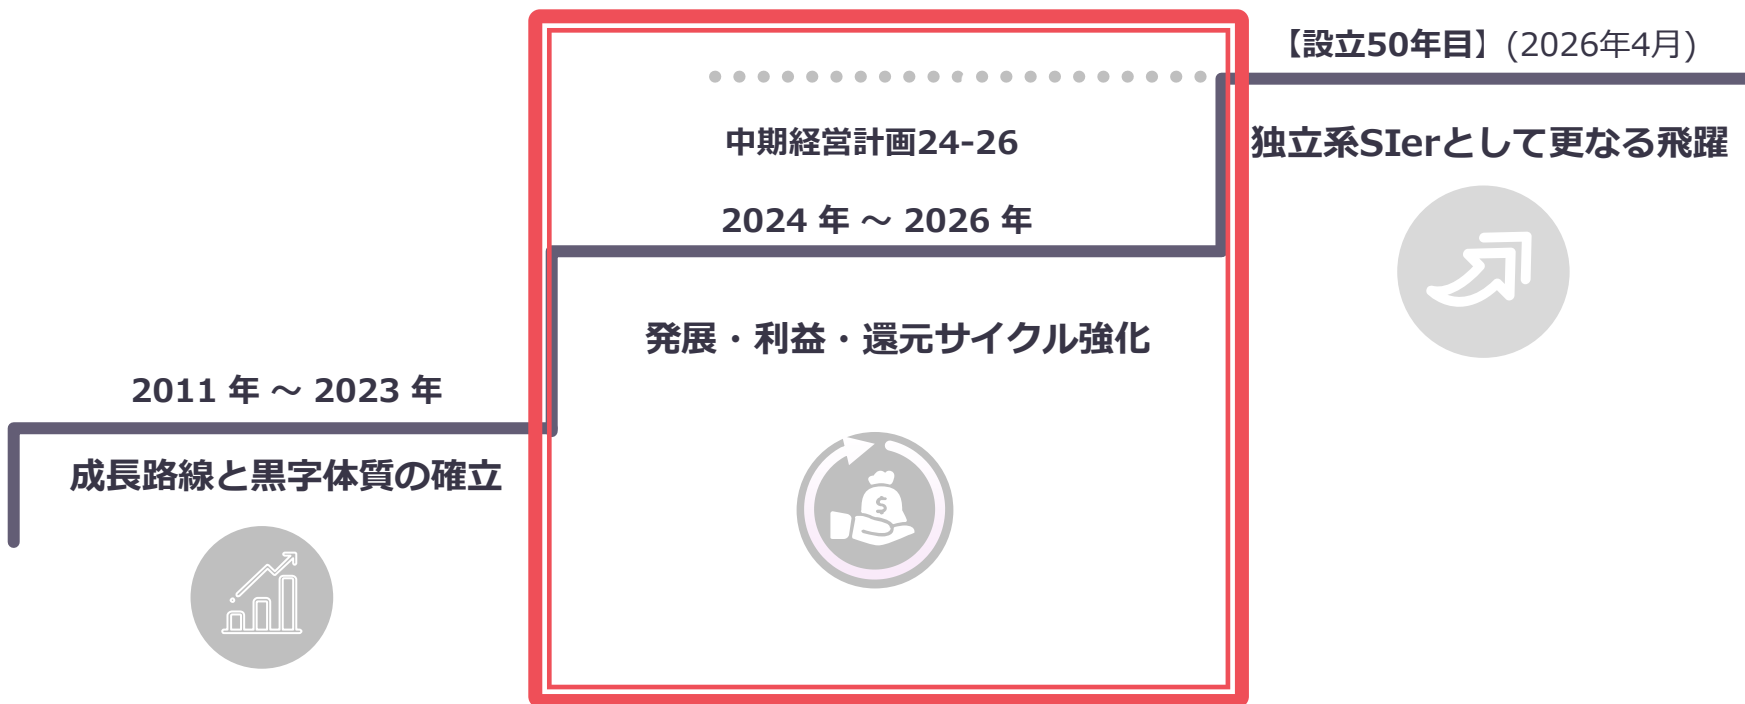 【設立50年目】(2026年4月)
独立系SIerとして更なる飛躍
中期経営計画24-26
2024 年 ～ 2026 年
発展・利益・還元サイクル強化
2011 年 ～ 2023 年
成長路線と黒字体質の確立
$